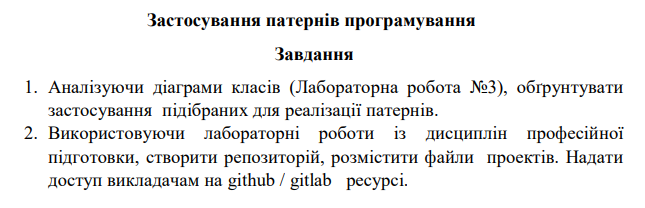 Застосування патернів програмування
Завдання
1. Аналізуючи діаграми класів (Лабораторна робота №3), обґрунтувати
застосування підібраних для реалізації патернів.
2. Використовуючи лабораторні роботи із дисциплін професійної
підготовки, створити репозиторій, розмістити файли проектів. Надати
доступ викладачам на github / gitlab ресурсі.